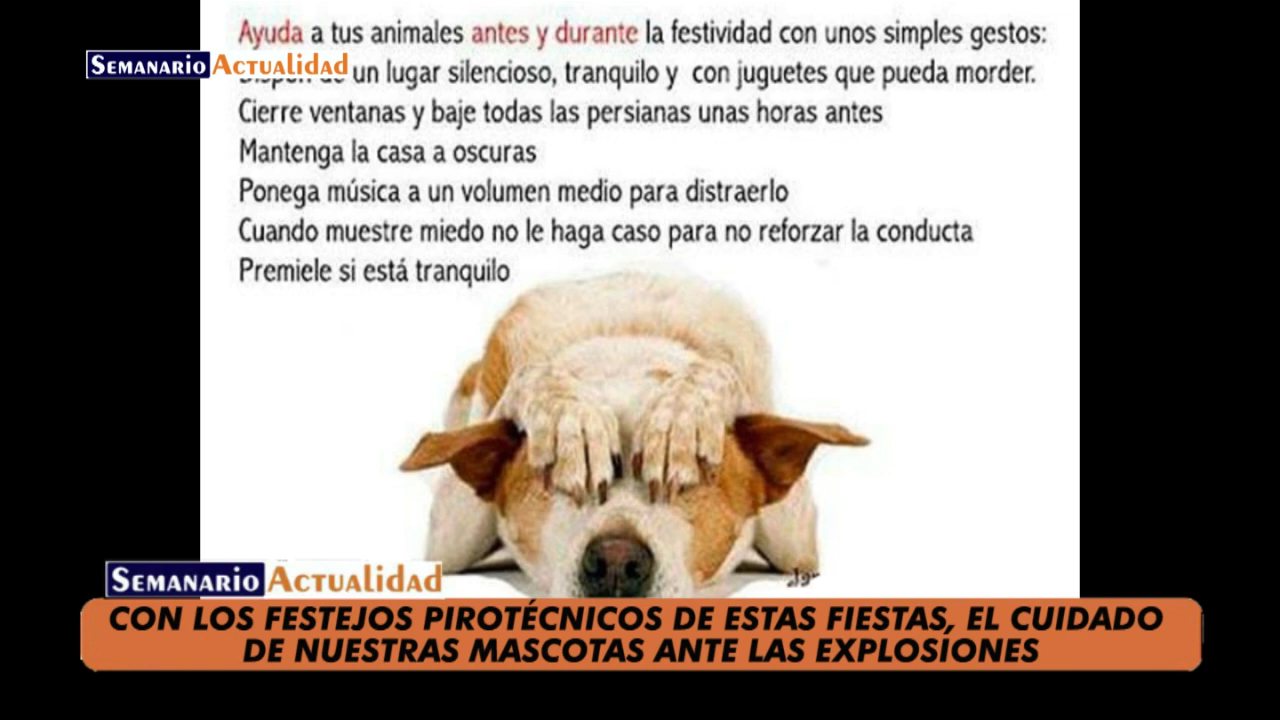 Ayuda a tus animales antes y durante la festividad con unos simples gestos:
SEMANARIO ACTUALIDAD
un lugar silencioso, tranquilo y con juguetes que pueda morder.
Cierre ventanas y baje todas las persianas unas horas antes
Mantenga la casa a oscuras
Ponega música a un volumen medio para distraerlo
Cuando muestre miedo no le haga caso para no reforzar la conducta
Premiele si está tranquilo
SEMANARIO ACTUALIDAD
CON LOS FESTEJOS PIROTÉCNICOS DE ESTAS FIESTAS, EL CUIDADO
DE NUESTRAS MASCOTAS ANTE LAS EXPLOSIONES